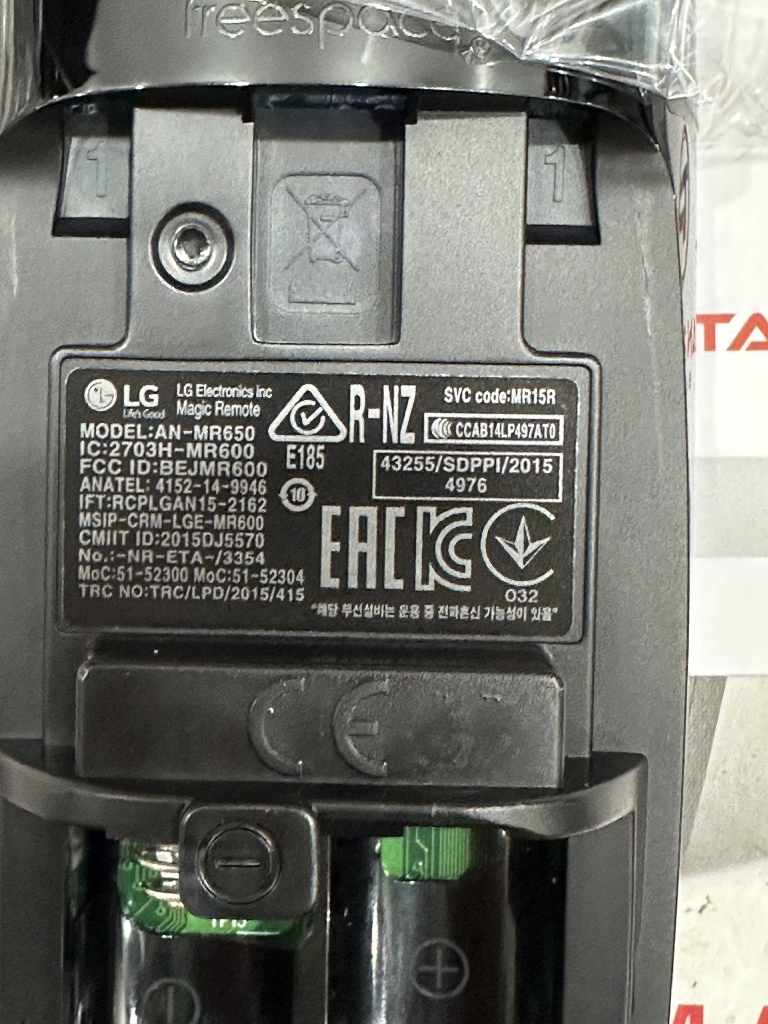 freespace®
1
1
LG
Life's Good
LG Electronics Inc
Magic Remote
MODEL:AN-MR650
IC:2703H-MR600
FCC ID:BEJMR600
ANATEL: 4152-14-9946
IFT:RCPLGAN15-2162
MSIP-CRM-LGE-MR600
CMIIT ID:2015DJ5570
No.:-NR-ETA-/3354
MoC:51-52300 MoC:51-52304
TRC NO:TRC/LPD/2015/415
E185
10
R-NZ
SVC code:MR15R
CCAB14LP497AT0
43255/SDPPI/2015
4976
EAC
KC
032
"해당 무선설비는 운용 중 전파혼신 가능성이 있음"
CE
TP15
TA